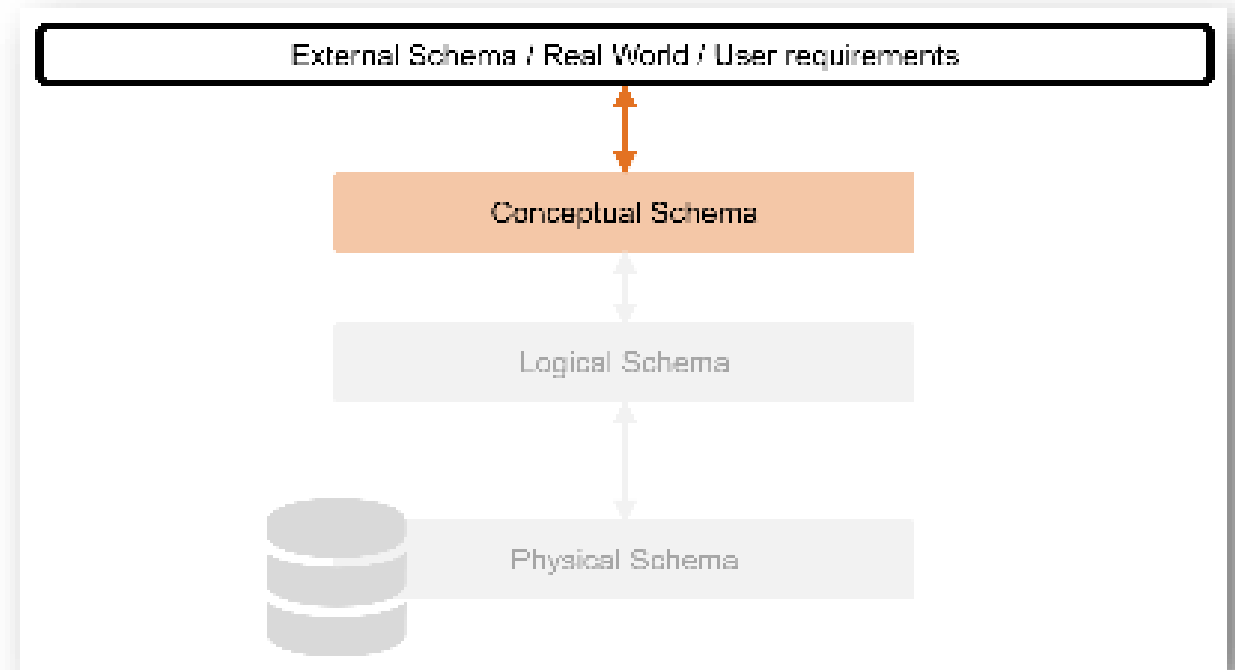 External Schema / Real World / User requirements
Conceptual Schema
Logical Schema
Physical Schema